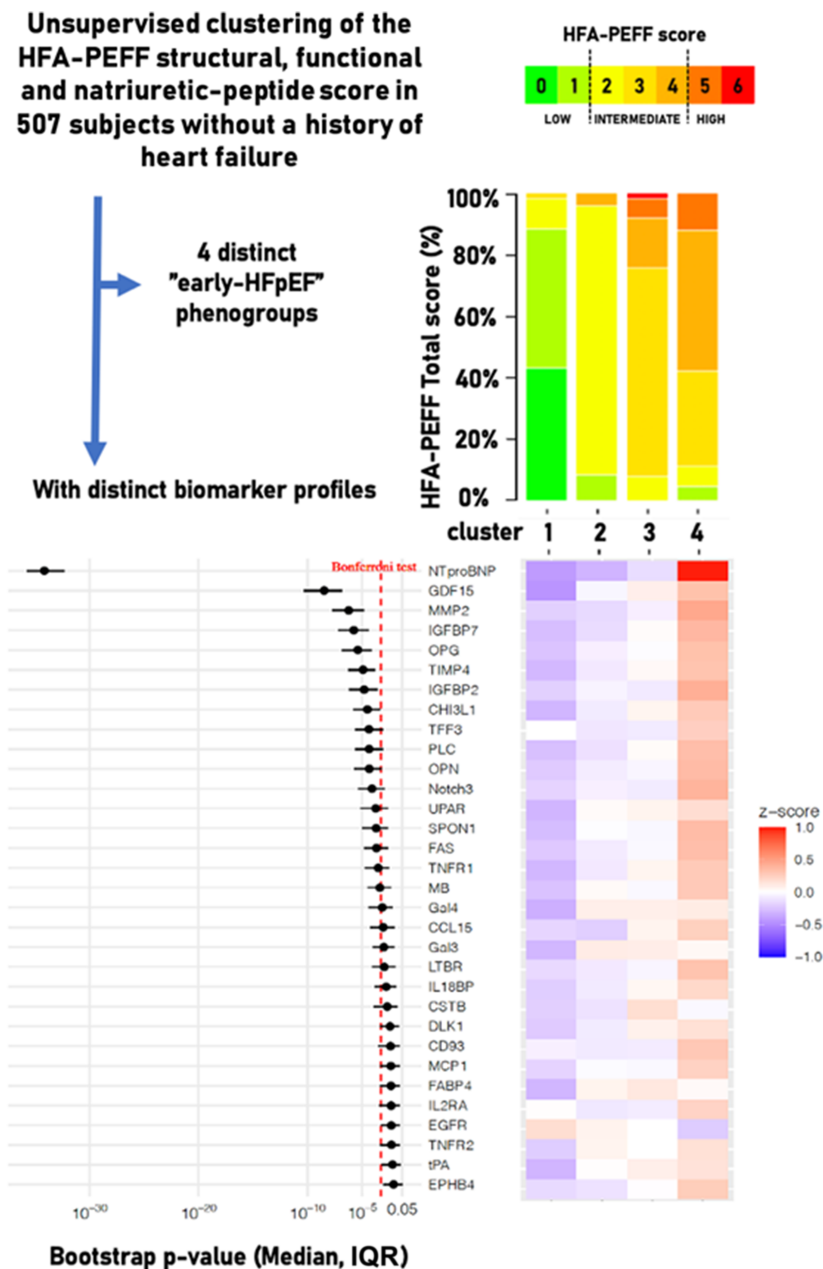 Unsupervised clustering of the
HFA-PEFF structural, functional
and natriuretic-peptide score in
507 subjects without a history of
heart failure
HFA-PEFF score
0 1 2 3 4 5 6
LOW INTERMEDIATE HIGH
4 distinct
"early-HFpEF"
phenogroups
With distinct biomarker profiles
HFA-PEFF Total score (%)
100%
80%
60%
40%
20%
0%
cluster 1 2 3 4
Bonferroni test
NTproBNP
GDF15
MMP2
IGFBP7
OPG
TIMP4
IGFBP2
CHI3L1
TFF3
PLC
OPN
Notch3
UPAR
SPON1
FAS
TNFR1
MB
Gal4
CCL15
Gal3
LTBR
IL18BP
CSTB
DLK1
CD93
MCP1
FABP4
IL2RA
EGFR
TNFR2
tPA
EPHB4
z-score
1.0
0.5
0.0
-0.5
-1.0
10⁻³⁰ 10⁻²⁰ 10⁻¹⁰ 10⁻⁵ 0.05
Bootstrap p-value (Median, IQR)